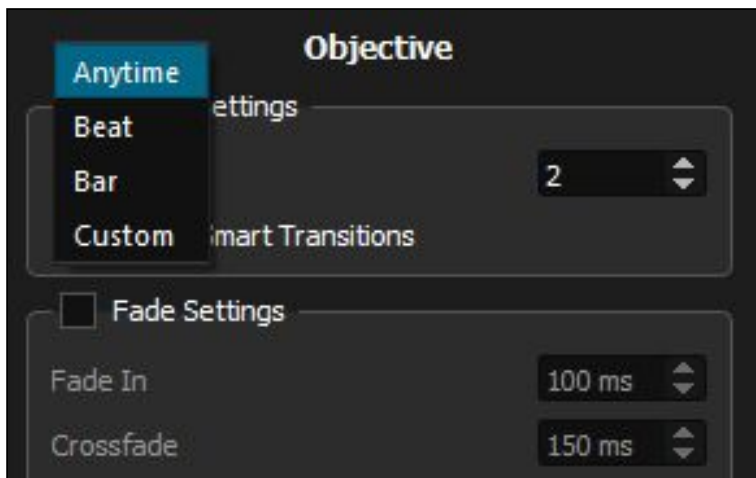 Objective
Anytime
Beat
Bar
Custom
ettings
2
mart Transitions
Fade Settings
Fade In 100 ms
Crossfade 150 ms